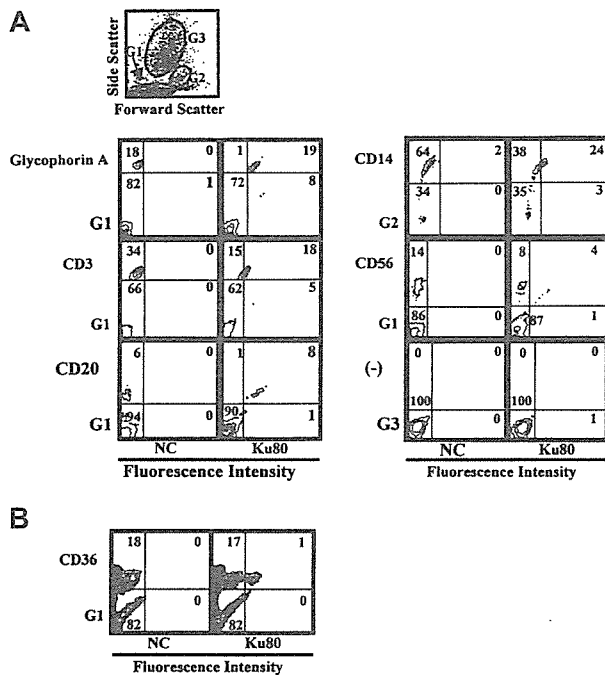 A
Side Scatter
G1
G3
G2
Forward Scatter
Glycophorin A
18 0 1 19
82 1 72 8
G1
CD3
34 0 15 18
66 0 62 5
G1
CD20
6 0 1 8
94 0 90 1
G1
NC Ku80
Fluorescence Intensity
CD14
64 2 38 24
34 0 35 3
G2
CD56
14 0 8 4
86 0 87 1
G1
(-)
0 0 0 0
100 0 100 1
G3
NC Ku80
Fluorescence Intensity
B
CD36
18 0 17 1
0 0
G1
82 82
NC Ku80
Fluorescence Intensity